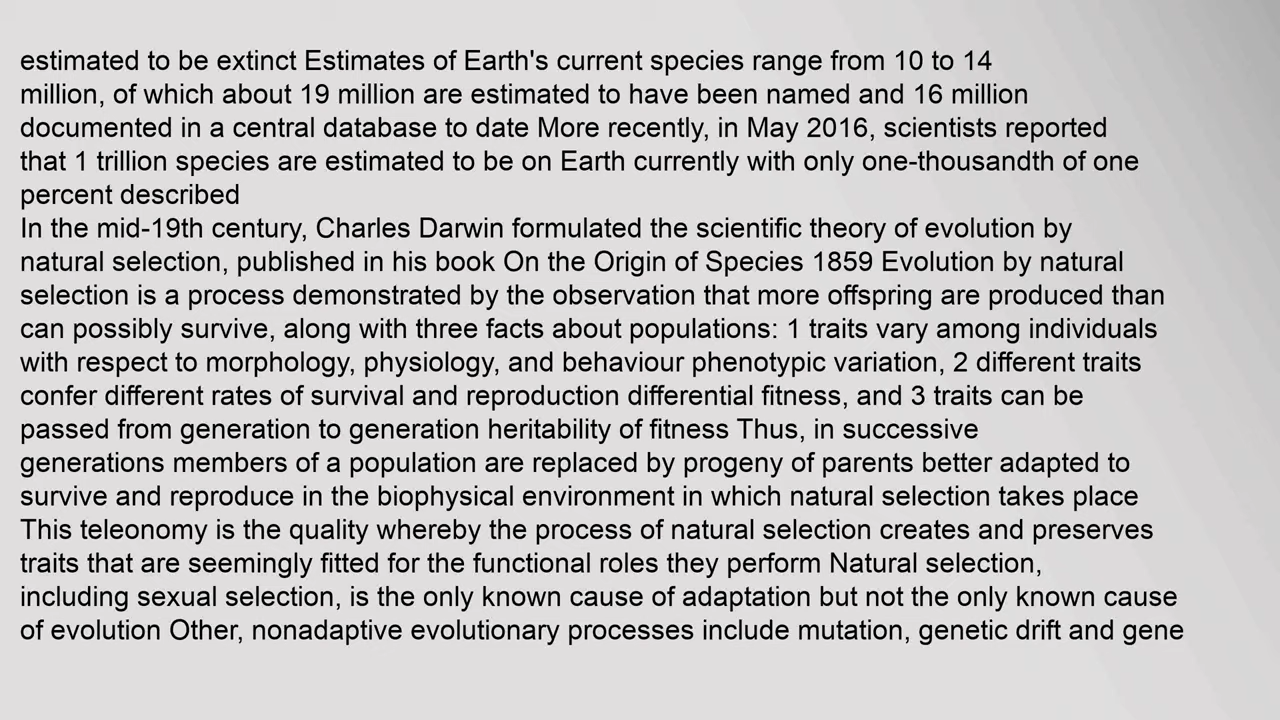 estimated to be extinct Estimates of Earth's current species range from 10 to 14
million, of which about 19 million are estimated to have been named and 16 million
documented in a central database to date More recently, in May 2016, scientists reported
that 1 trillion species are estimated to be on Earth currently with only one-thousandth of one
percent described
In the mid-19th century, Charles Darwin formulated the scientific theory of evolution by
natural selection, published in his book On the Origin of Species 1859 Evolution by natural
selection is a process demonstrated by the observation that more offspring are produced than
can possibly survive, along with three facts about populations: 1 traits vary among individuals
with respect to morphology, physiology, and behaviour phenotypic variation, 2 different traits
confer different rates of survival and reproduction differential fitness, and 3 traits can be
passed from generation to generation heritability of fitness Thus, in successive
generations members of a population are replaced by progeny of parents better adapted to
survive and reproduce in the biophysical environment in which natural selection takes place
This teleonomy is the quality whereby the process of natural selection creates and preserves
traits that are seemingly fitted for the functional roles they perform Natural selection,
including sexual selection, is the only known cause of adaptation but not the only known cause
of evolution Other, nonadaptive evolutionary processes include mutation, genetic drift and gene